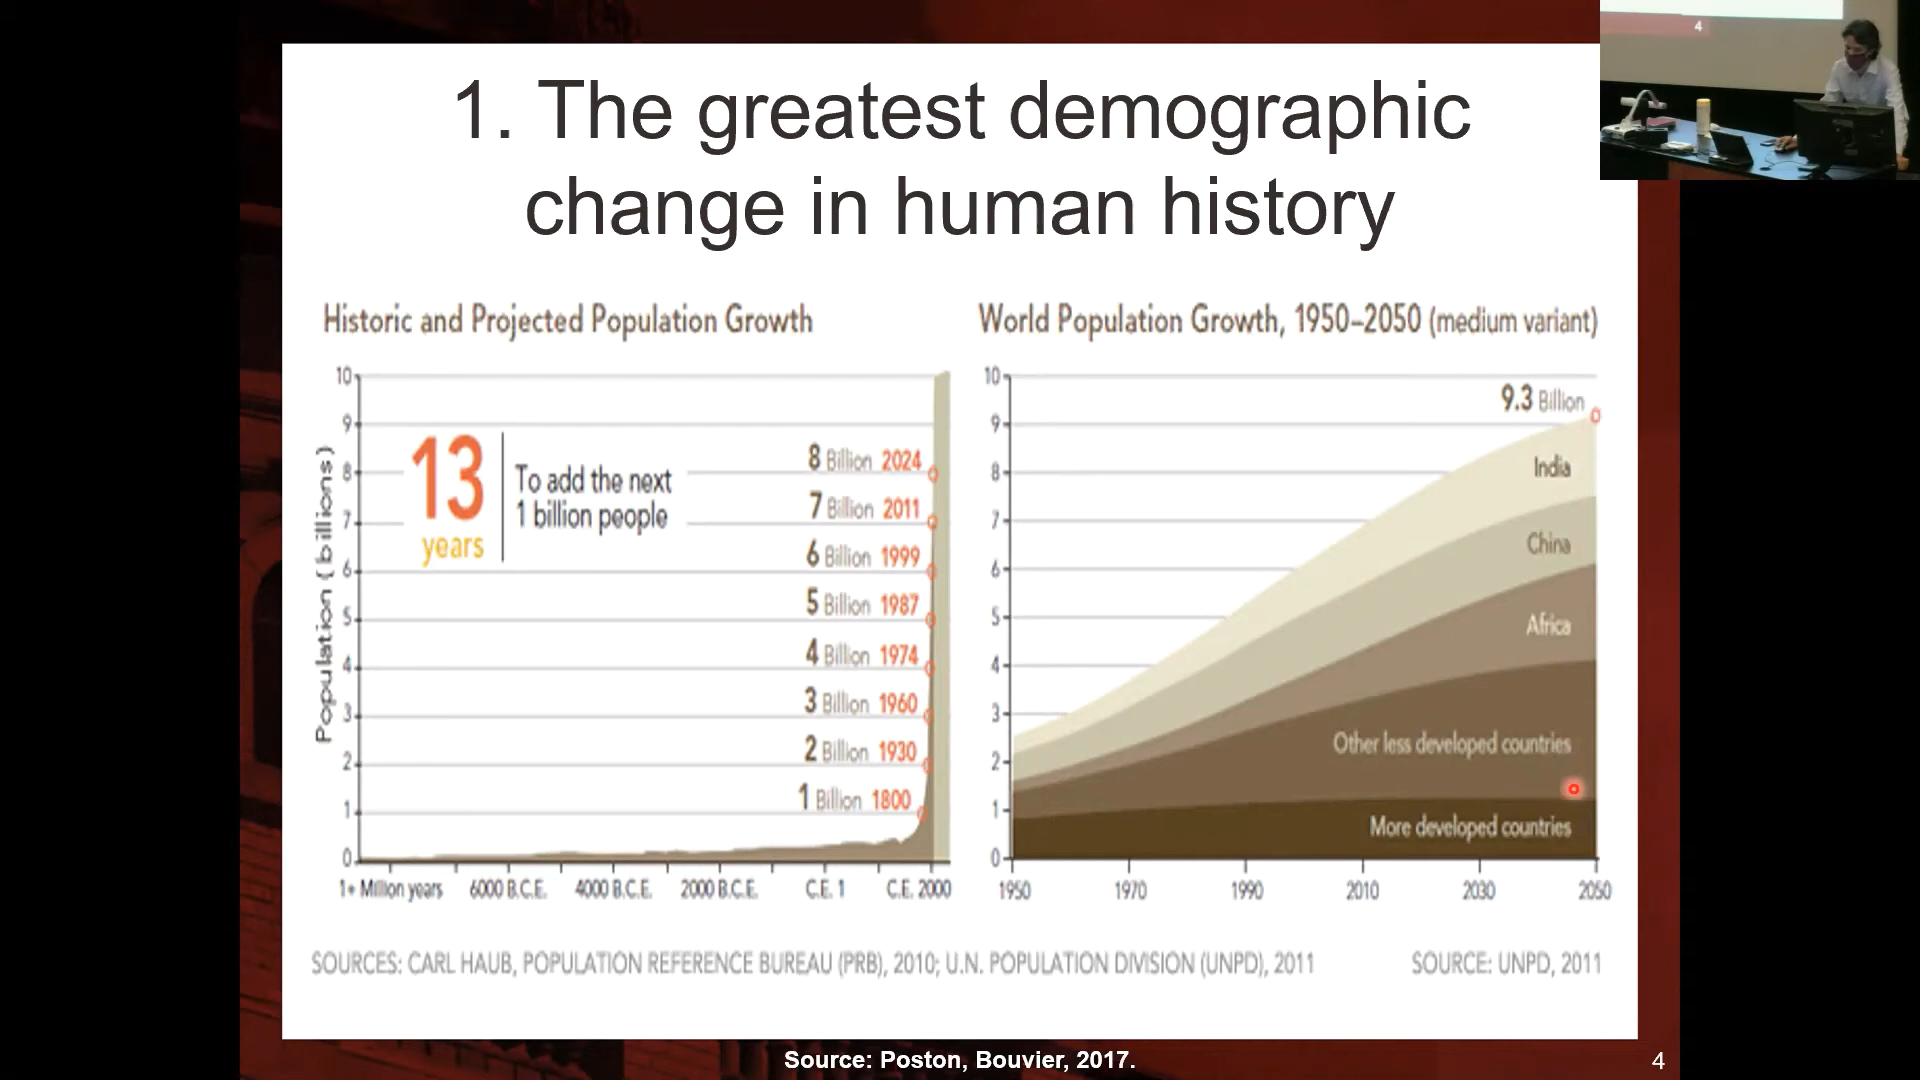 4
1. The greatest demographic
change in human history
Historic and Projected Population Growth
Population (billions)
10
9
8
7
6
5
4
3
2
1
0
13
years
To add the next
1 billion people
8 Billion 2024
7 Billion 2011
6 Billion 1999
5 Billion 1987
4 Billion 1974
3 Billion 1960
2 Billion 1930
1 Billion 1800
1+ Million years 6000 B.C.E. 4000 B.C.E. 2000 B.C.E. C.E. 1 C.E. 2000
World Population Growth, 1950–2050 (medium variant)
10
9
8
7
6
5
4
3
2
1
0
9.3 Billion
India
China
Africa
Other less developed countries
More developed countries
1950 1970 1990 2010 2030 2050
SOURCES: CARL HAUB, POPULATION REFERENCE BUREAU (PRB), 2010; U.N. POPULATION DIVISION (UNPD), 2011
SOURCE: UNPD, 2011
Source: Poston, Bouvier, 2017.
4